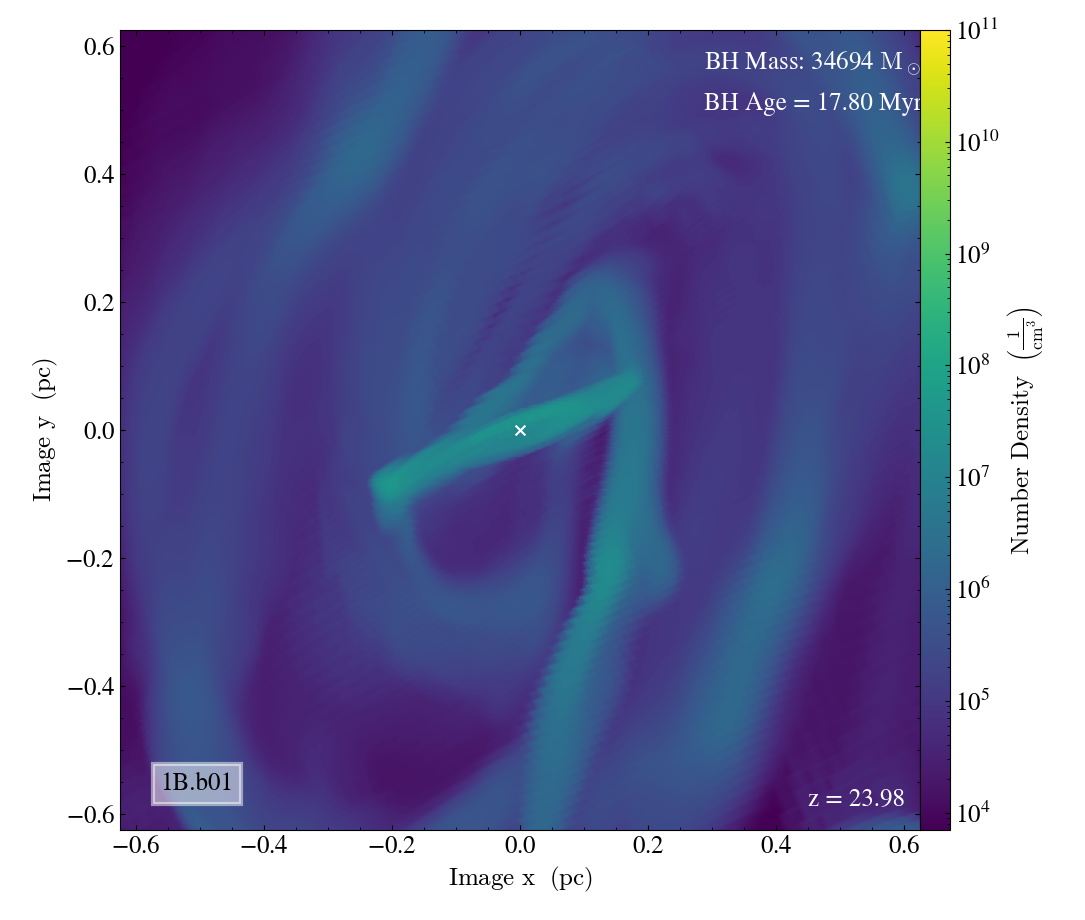 BH Mass: 34694 M⊙
BH Age = 17.80 Myr
1B.b01
z = 23.98
0.6
0.4
0.2
0.0
−0.2
−0.4
−0.6
Image y (pc)
−0.6 −0.4 −0.2 0.0 0.2 0.4 0.6
Image x (pc)
10¹¹
10¹⁰
10⁹
10⁸
10⁷
10⁶
10⁵
10⁴
Number Density (1/cm³)